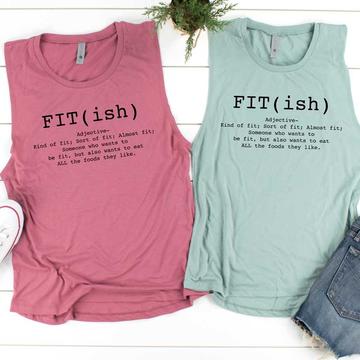 FIT(ish)
Adjective-
Kind of fit; Sort of fit; Almost fit;
Someone who wants to
be fit, but also wants to eat
ALL the foods they like.
FIT(ish)
Adjective-
Kind of fit; Sort of fit; Almost fit;
Someone who wants to
be fit, but also wants to eat
ALL the foods they like.